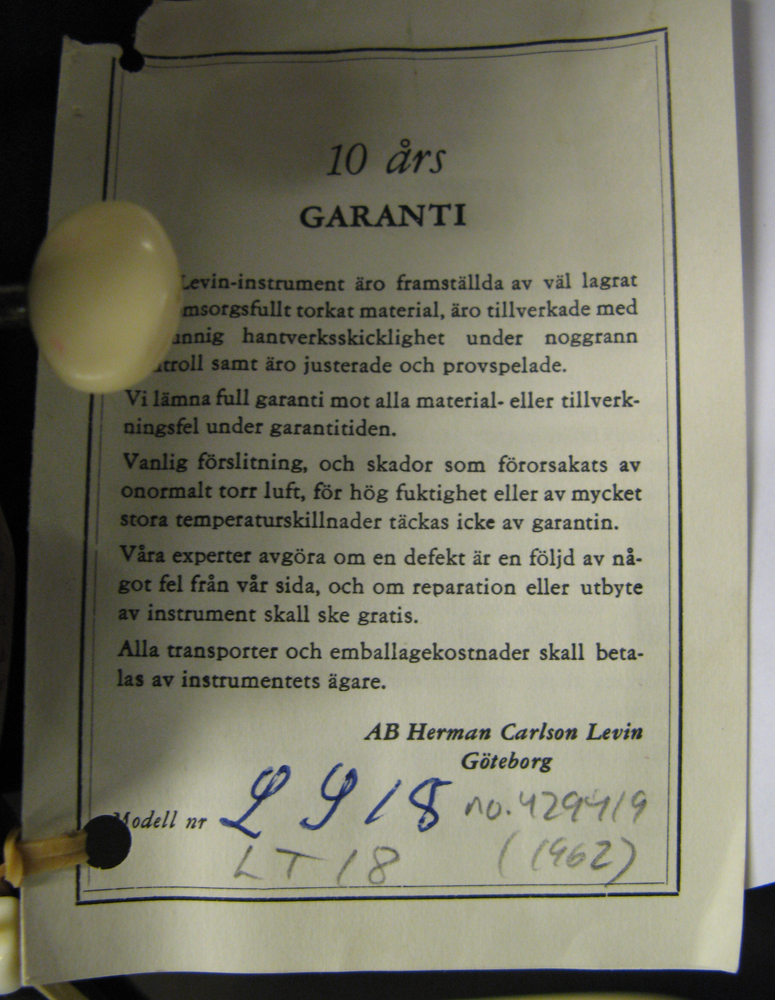 10 års
GARANTI
Levin-instrument äro framställda av väl lagrat
torkat material, äro tillverkade med
hantverksskicklighet under noggrann
samt äro justerade och provspelade.
Vi lämna full garanti mot alla material- eller tillverk-
ningsfel under garantitiden.
Vanlig förslitning, och skador som förorsakats av
onormalt torr luft, för hög fuktighet eller av mycket
stora temperaturskillnader täckas icke av garantin.
Våra experter avgöra om en defekt är en följd av nå-
got fel från vår sida, och om reparation eller utbyte
av instrument skall ske gratis.
Alla transporter och emballagekostnader skall beta-
las av instrumentets ägare.
AB Herman Carlson Levin
Göteborg
Modell nr LS 18 no. 429419
LT 18 (1962)